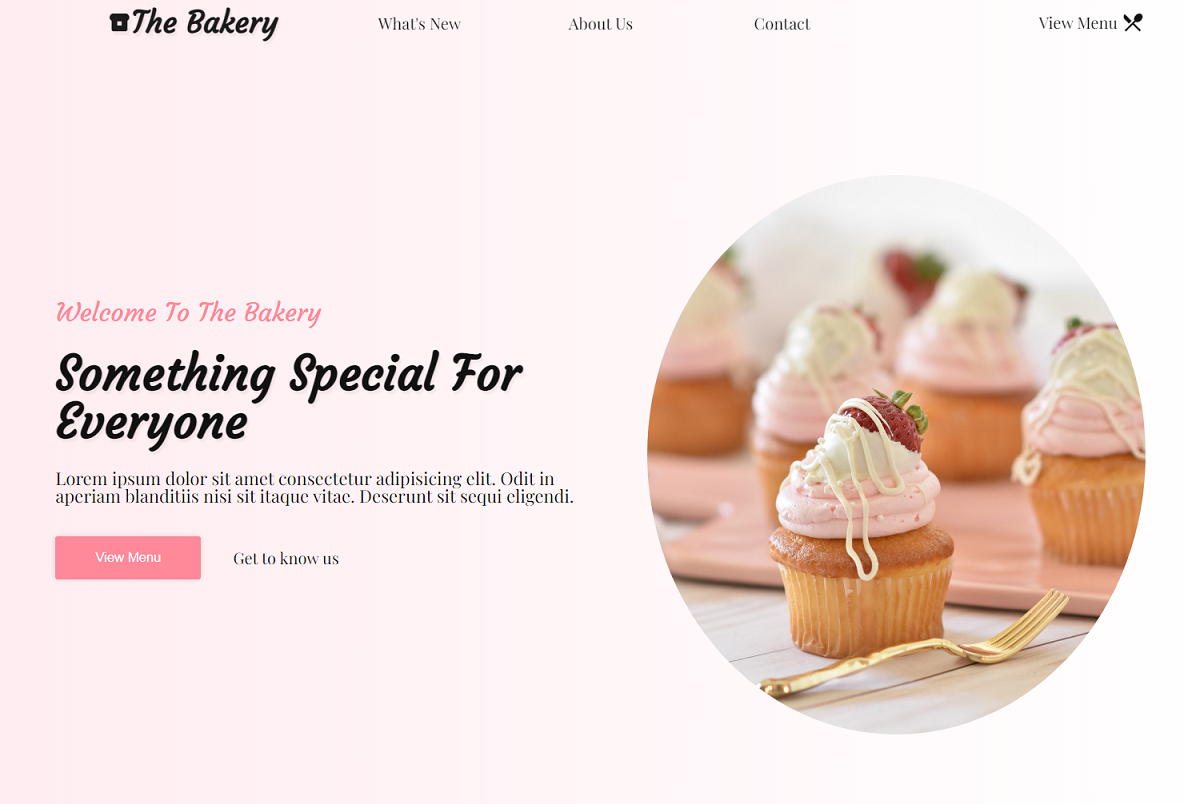 The Bakery
What's New
About Us
Contact
View Menu
Welcome To The Bakery
Something Special For
Everyone
Lorem ipsum dolor sit amet consectetur adipisicing elit. Odit in
aperiam blanditiis nisi sit itaque vitae. Deserunt sit sequi eligendi.
View Menu
Get to know us